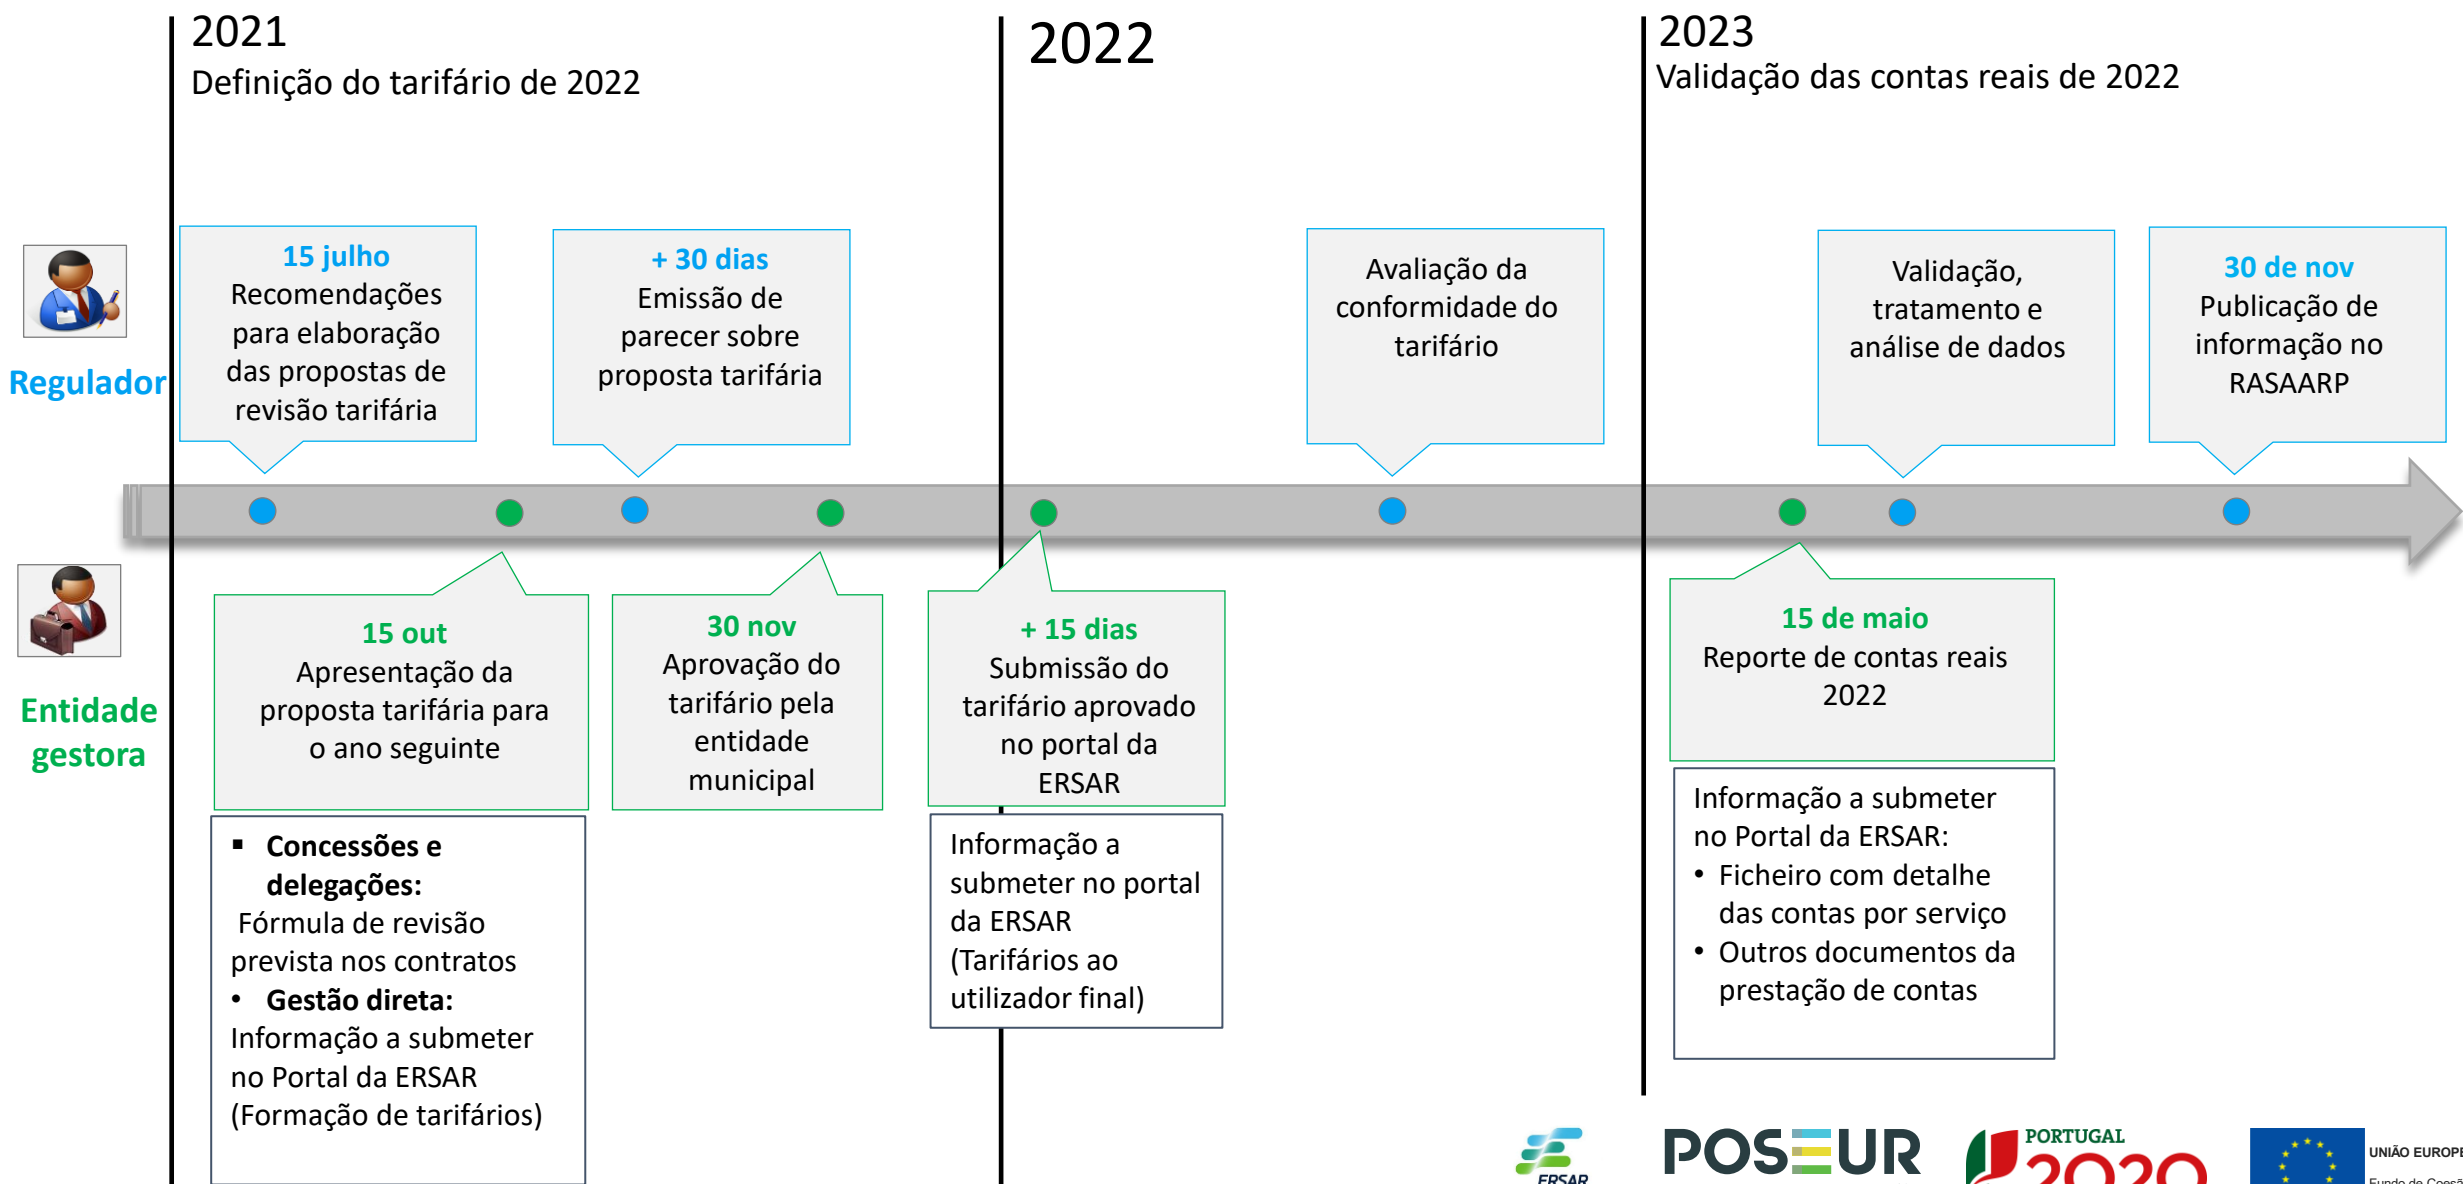 2021
Definição do tarifário de 2022
2022
2023
Validação das contas reais de 2022
Regulador
15 julho
Recomendações
para elaboração
das propostas de
revisão tarifária
+ 30 dias
Emissão de
parecer sobre
proposta tarifária
Avaliação da
conformidade do
tarifário
Validação,
tratamento e
análise de dados
30 de nov
Publicação de
informação no
RASAARP
Entidade
gestora
15 out
Apresentação da
proposta tarifária para
o ano seguinte
▪ Concessões e
delegações:
Fórmula de revisão
prevista nos contratos
• Gestão direta:
Informação a submeter
no Portal da ERSAR
(Formação de tarifários)
30 nov
Aprovação do
tarifário pela
entidade
municipal
+ 15 dias
Submissão do
tarifário aprovado
no portal da
ERSAR
Informação a
submeter no portal
da ERSAR
(Tarifários ao
utilizador final)
15 de maio
Reporte de contas reais
2022
Informação a submeter
no Portal da ERSAR:
• Ficheiro com detalhe
das contas por serviço
• Outros documentos da
prestação de contas
ERSAR
POSEUR
PORTUGAL
2020
UNIÃO EUROPE
Fundo de Coesã